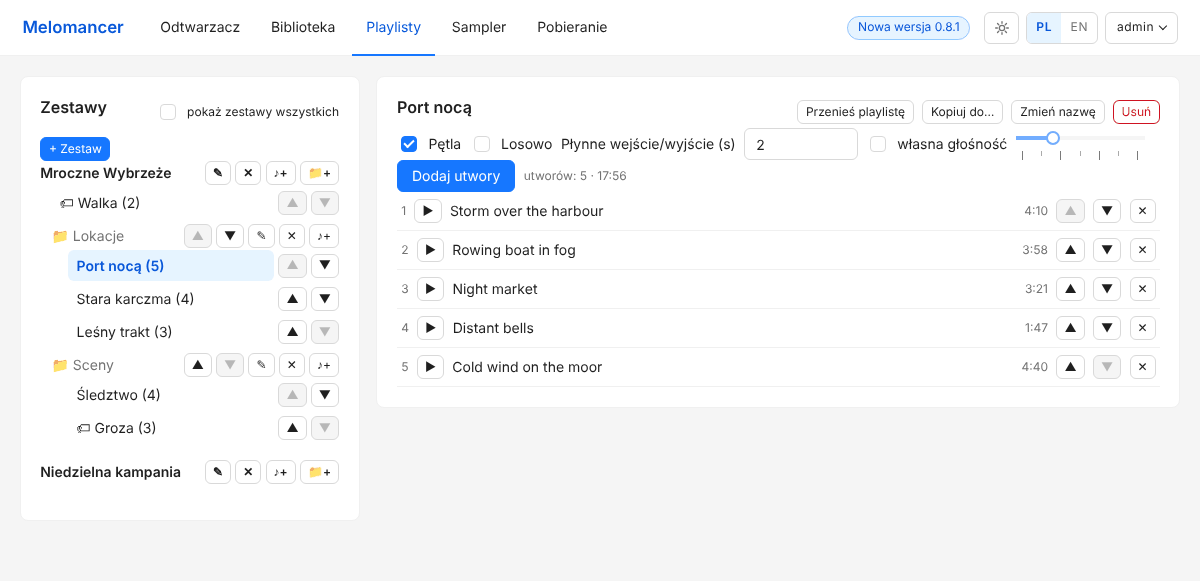 Melomancer Odtwarzacz Biblioteka Playlisty Sampler Pobieranie Nowa wersja 0.8.1 PL EN admin
Zestawy pokaż zestawy wszystkich
+ Zestaw
Mroczne Wybrzeże
Walka (2)
Lokacje
Port nocą (5)
Stara karczma (4)
Leśny trakt (3)
Sceny
Śledztwo (4)
Groza (3)
Niedzielna kampania
Port nocą Przenieś playlistę Kopiuj do... Zmień nazwę Usuń
Pętla Losowo Płynne wejście/wyjście (s) 2 własna głośność
Dodaj utwory utworów: 5 · 17:56
1 Storm over the harbour 4:10
2 Rowing boat in fog 3:58
3 Night market 3:21
4 Distant bells 1:47
5 Cold wind on the moor 4:40